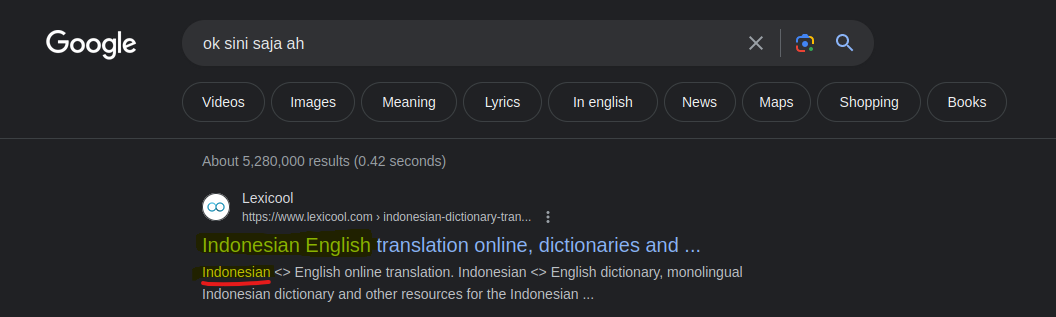 Google
ok sini saja ah
Videos Images Meaning Lyrics In english News Maps Shopping Books
About 5,280,000 results (0.42 seconds)
Lexicool
https://www.lexicool.com › indonesian-dictionary-tran...
Indonesian English translation online, dictionaries and ...
Indonesian <> English online translation. Indonesian <> English dictionary, monolingual
Indonesian dictionary and other resources for the Indonesian ...